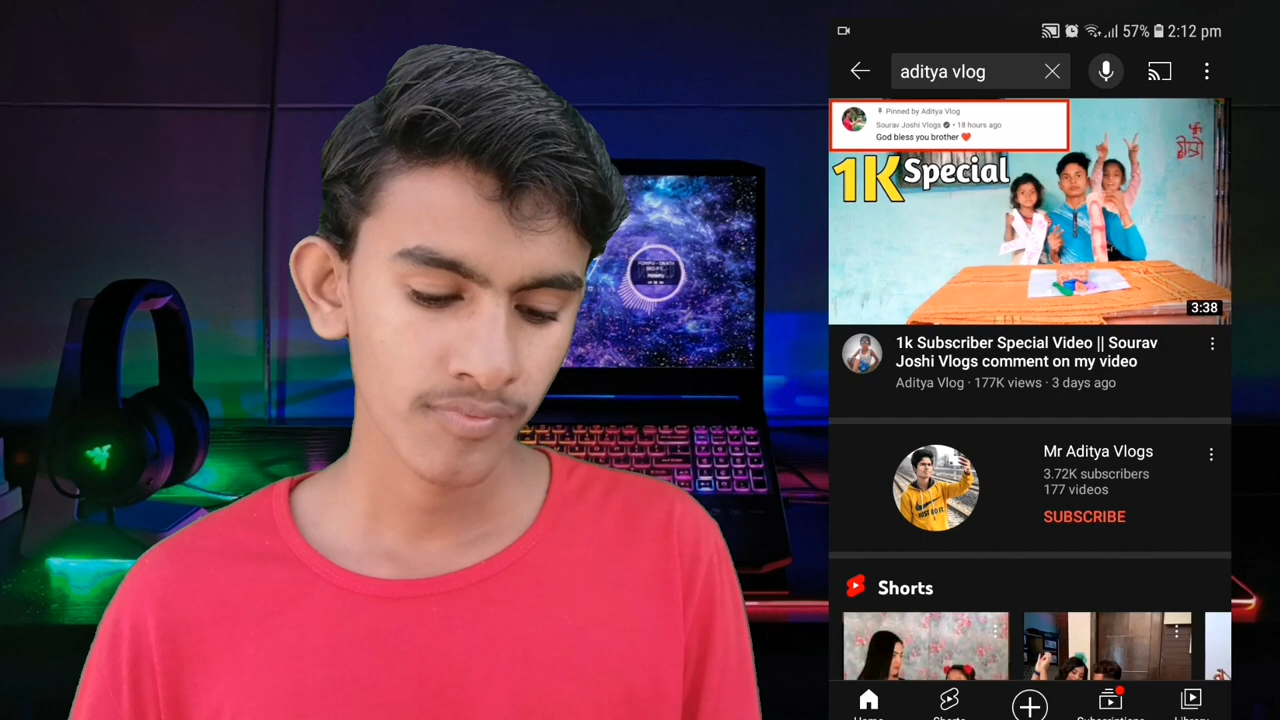 57% 2:12 pm
aditya vlog
Pinned by Aditya Vlog
Sourav Joshi Vlogs • 18 hours ago
God bless you brother ❤
1K Special
3:38
1k Subscriber Special Video || Sourav
Joshi Vlogs comment on my video
Aditya Vlog · 177K views · 3 days ago
Mr Aditya Vlogs
3.72K subscribers
177 videos
SUBSCRIBE
Shorts